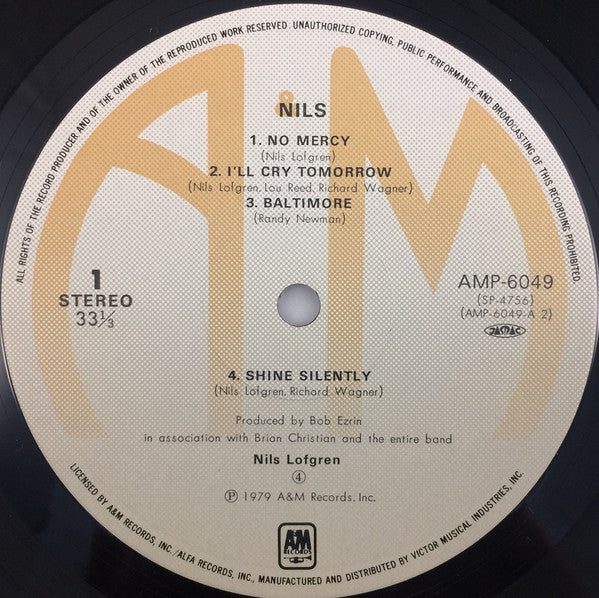 ALL RIGHTS OF THE RECORD PRODUCER AND OF THE OWNER OF THE REPRODUCED WORK RESERVED. UNAUTHORIZED COPYING, PUBLIC PERFORMANCE AND BROADCASTING OF THIS RECORDING PROHIBITED
A&M
NILS
1. NO MERCY
(Nils Lofgren)
2. I'LL CRY TOMORROW
(Nils Lofgren, Lou Reed, Richard Wagner)
3. BALTIMORE
(Randy Newman)
1
STEREO
33⅓
AMP-6049
(SP-4756)
(AMP-6049-A 2)
JASRAC
4. SHINE SILENTLY
(Nils Lofgren, Richard Wagner)
Produced by Bob Ezrin
in association with Brian Christian and the entire band
Nils Lofgren
④
Ⓟ 1979 A&M Records, Inc.
A&M
RECORDS
LICENSED BY A&M RECORDS, INC./ALFA RECORDS, INC., MANUFACTURED AND DISTRIBUTED BY VICTOR MUSICAL INDUSTRIES, INC.